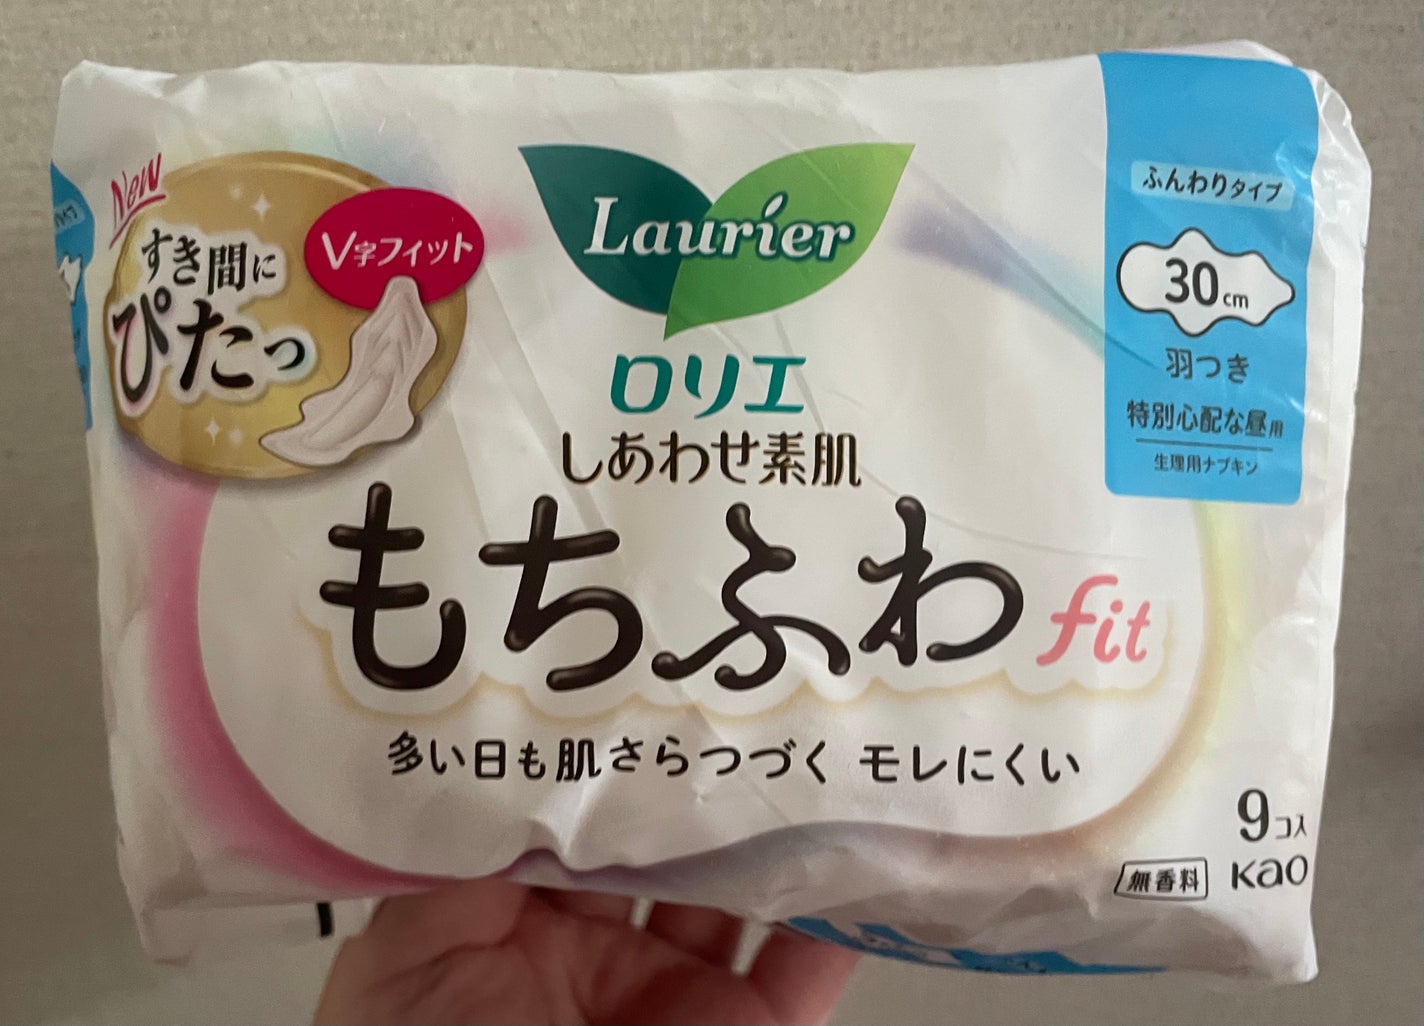 New
すき間に
ぴたっ
V字フィット
Laurier
ロリエ
しあわせ素肌
もちふわfit
多い日も肌さらつづく モレにくい
ふんわりタイプ
30cm
羽つき
特別心配な昼用
生理用ナプキン
9コ入
無香料
Kao